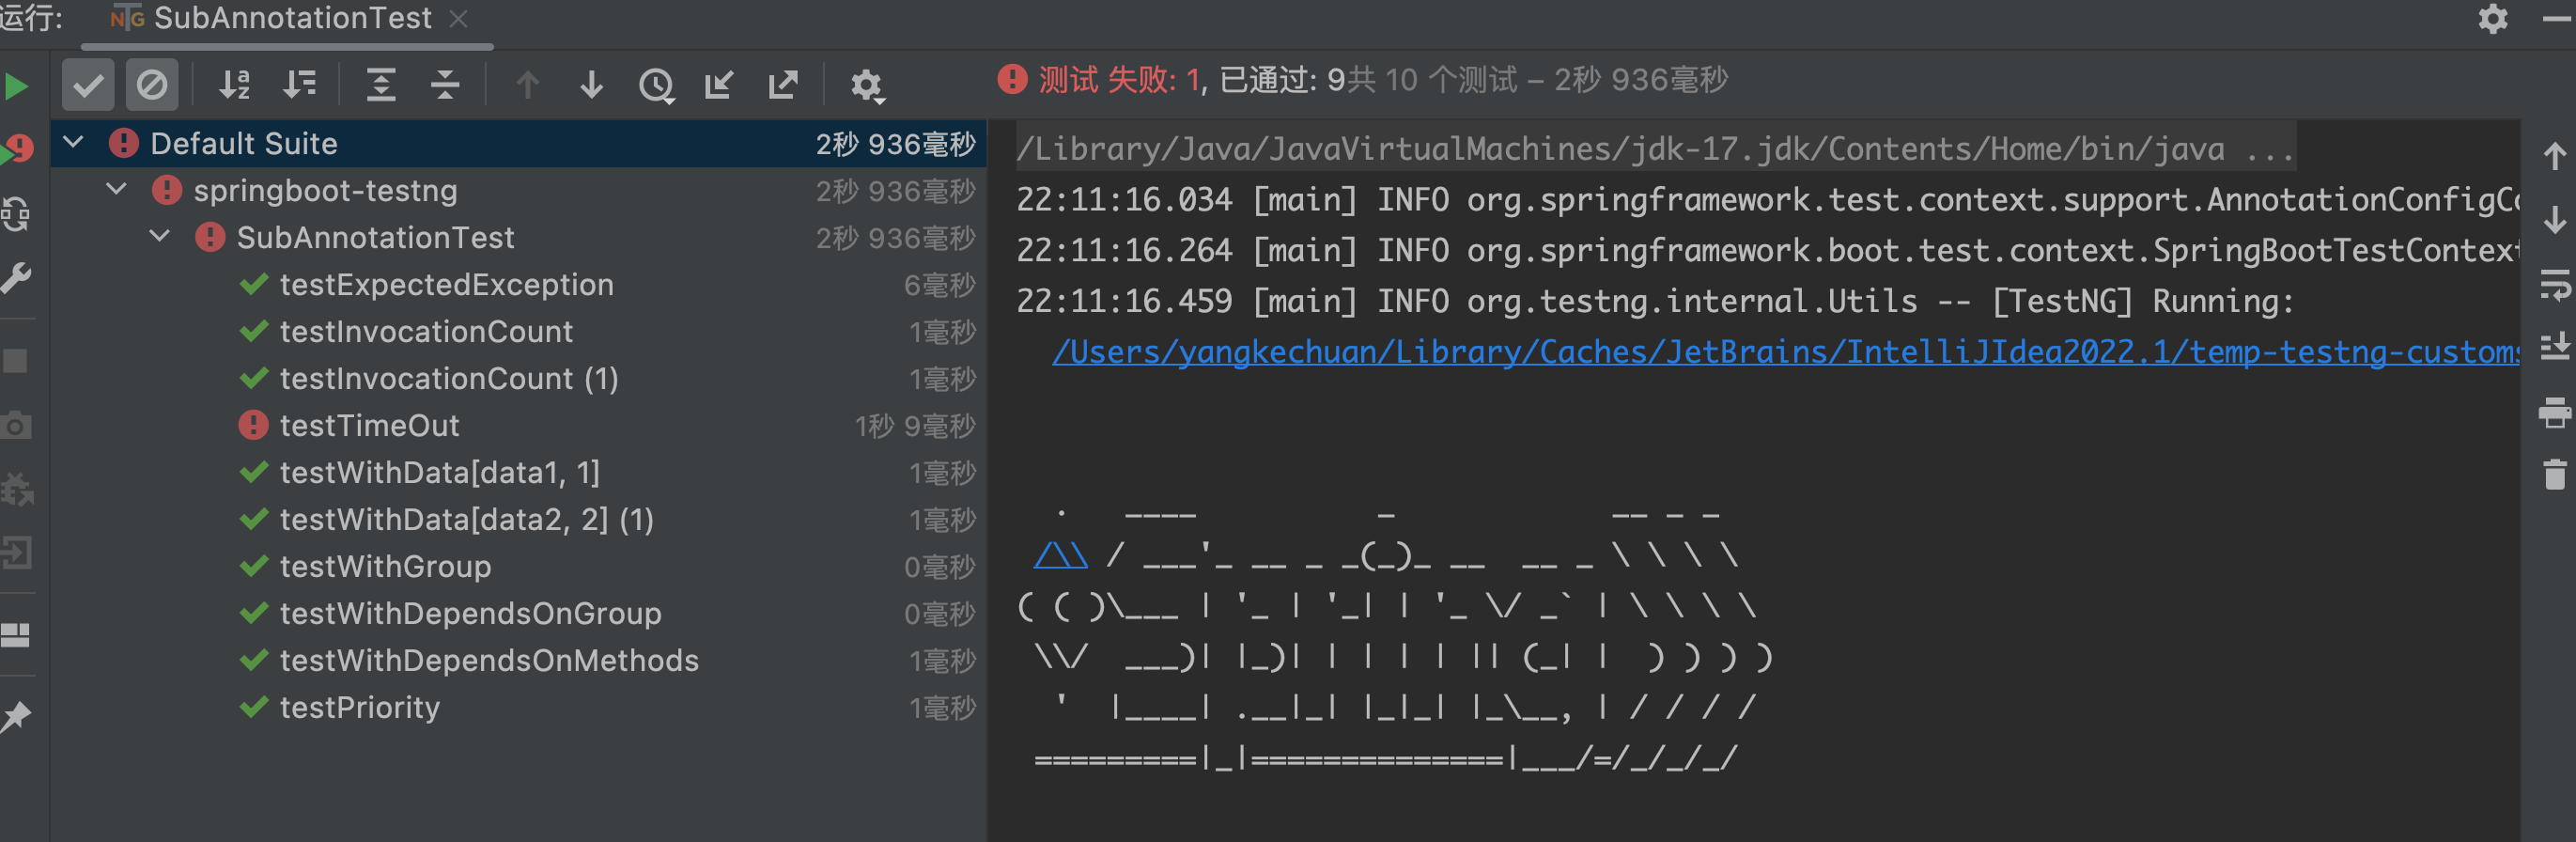 运行:
SubAnnotationTest
测试 失败: 1, 已通过: 9共 10 个测试 – 2秒 936毫秒
Default Suite 2秒 936毫秒
springboot-testng 2秒 936毫秒
SubAnnotationTest 2秒 936毫秒
testExpectedException 6毫秒
testInvocationCount 1毫秒
testInvocationCount (1) 1毫秒
testTimeOut 1秒 9毫秒
testWithData[data1, 1] 1毫秒
testWithData[data2, 2] (1) 1毫秒
testWithGroup 0毫秒
testWithDependsOnGroup 0毫秒
testWithDependsOnMethods 1毫秒
testPriority 1毫秒
/Library/Java/JavaVirtualMachines/jdk-17.jdk/Contents/Home/bin/java ...
22:11:16.034 [main] INFO org.springframework.test.context.support.AnnotationConfigCo
22:11:16.264 [main] INFO org.springframework.boot.test.context.SpringBootTestContext
22:11:16.459 [main] INFO org.testng.internal.Utils -- [TestNG] Running:
/Users/yangkechuan/Library/Caches/JetBrains/IntelliJIdea2022.1/temp-testng-customs
  .   ____          _            __ _ _
 /\\ / ___'_ __ _ _(_)_ __  __ _ \ \ \ \
( ( )\___ | '_ | '_| | '_ \/ _` | \ \ \ \
 \\/  ___)| |_)| | | | | || (_| |  ) ) ) )
  '  |____| .__|_| |_|_| |_\__, | / / / /
 =========|_|==============|___/=/_/_/_/